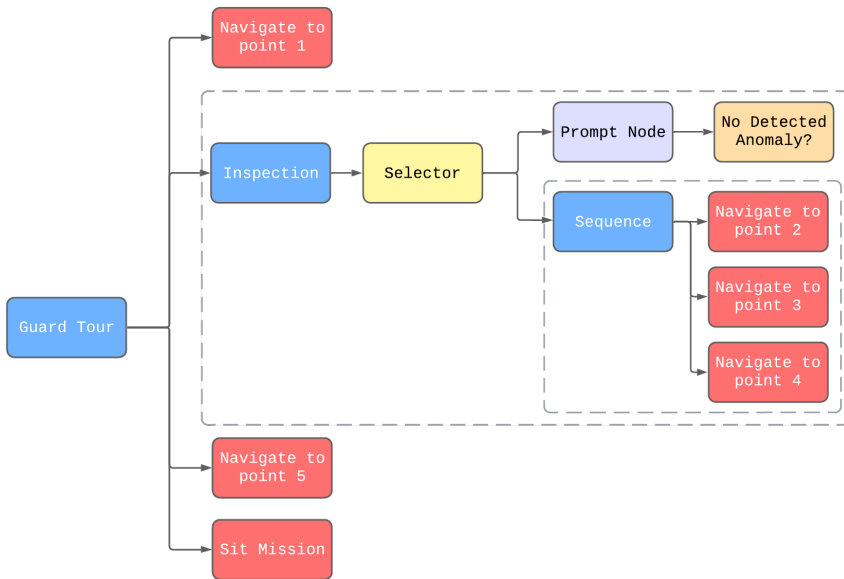 Navigate to
point 1
Prompt Node
No Detected
Anomaly?
Inspection
Selector
Sequence
Navigate to
point 2
Navigate to
point 3
Guard Tour
Navigate to
point 4
Navigate to
point 5
Sit Mission